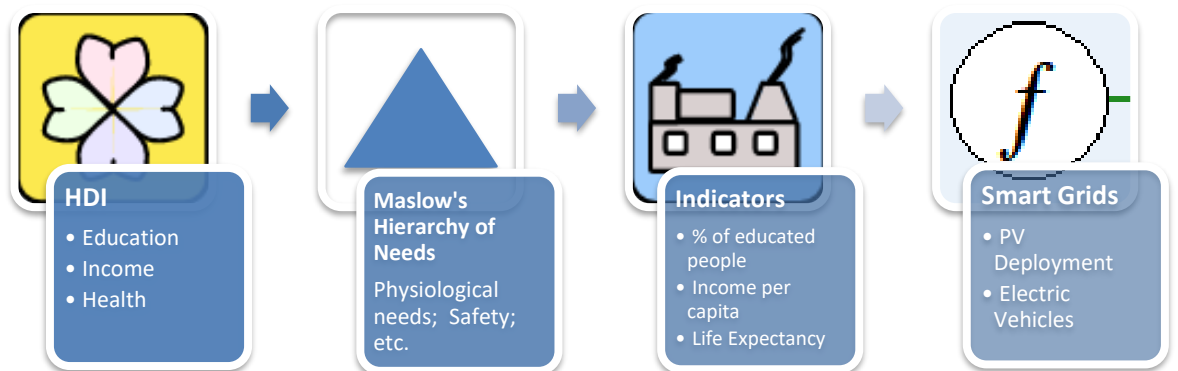 HDI
• Education
• Income
• Health
Maslow's
Hierarchy of
Needs
Physiological
needs;  Safety;
etc.
Indicators
• % of educated
people
• Income per
capita
• Life Expectancy
f
Smart Grids
• PV
Deployment
• Electric
Vehicles